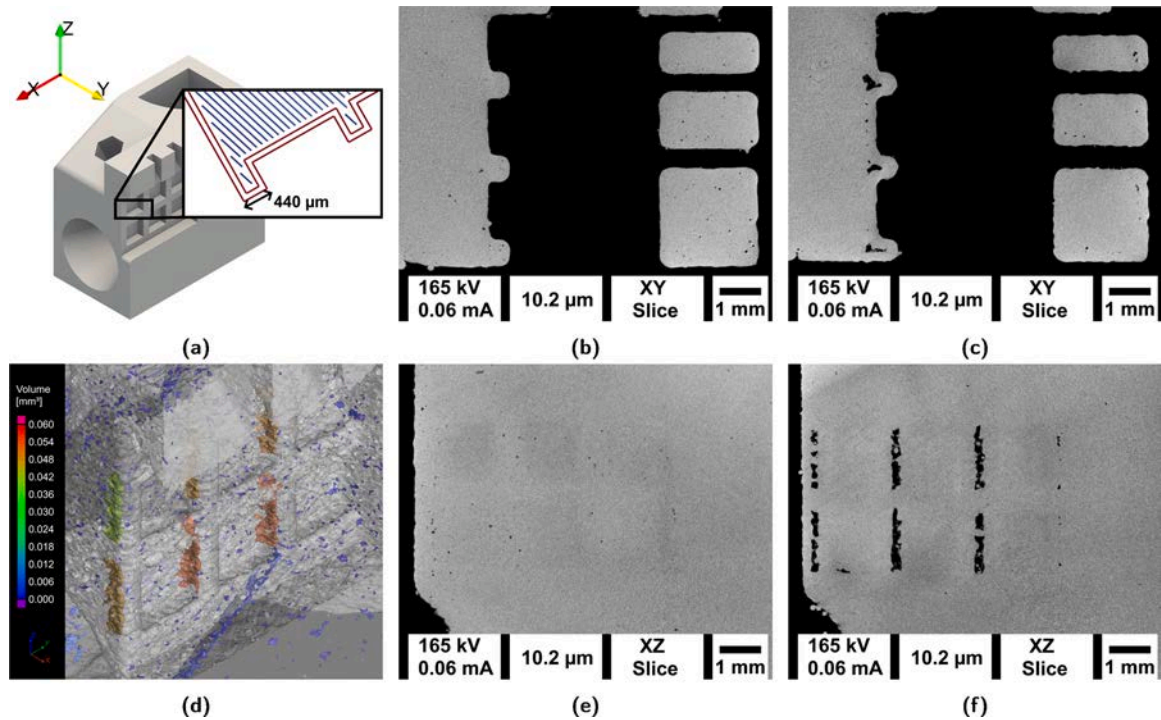 Z
X
Y
440 µm
(a)
165 kV
0.06 mA
10.2 µm
XY
Slice
1 mm
(b)
165 kV
0.06 mA
10.2 µm
XY
Slice
1 mm
(c)
Volume
[mm³]
0.060
0.054
0.048
0.042
0.036
0.030
0.024
0.018
0.012
0.006
0.000
(d)
165 kV
0.06 mA
10.2 µm
XZ
Slice
1 mm
(e)
165 kV
0.06 mA
10.2 µm
XZ
Slice
1 mm
(f)